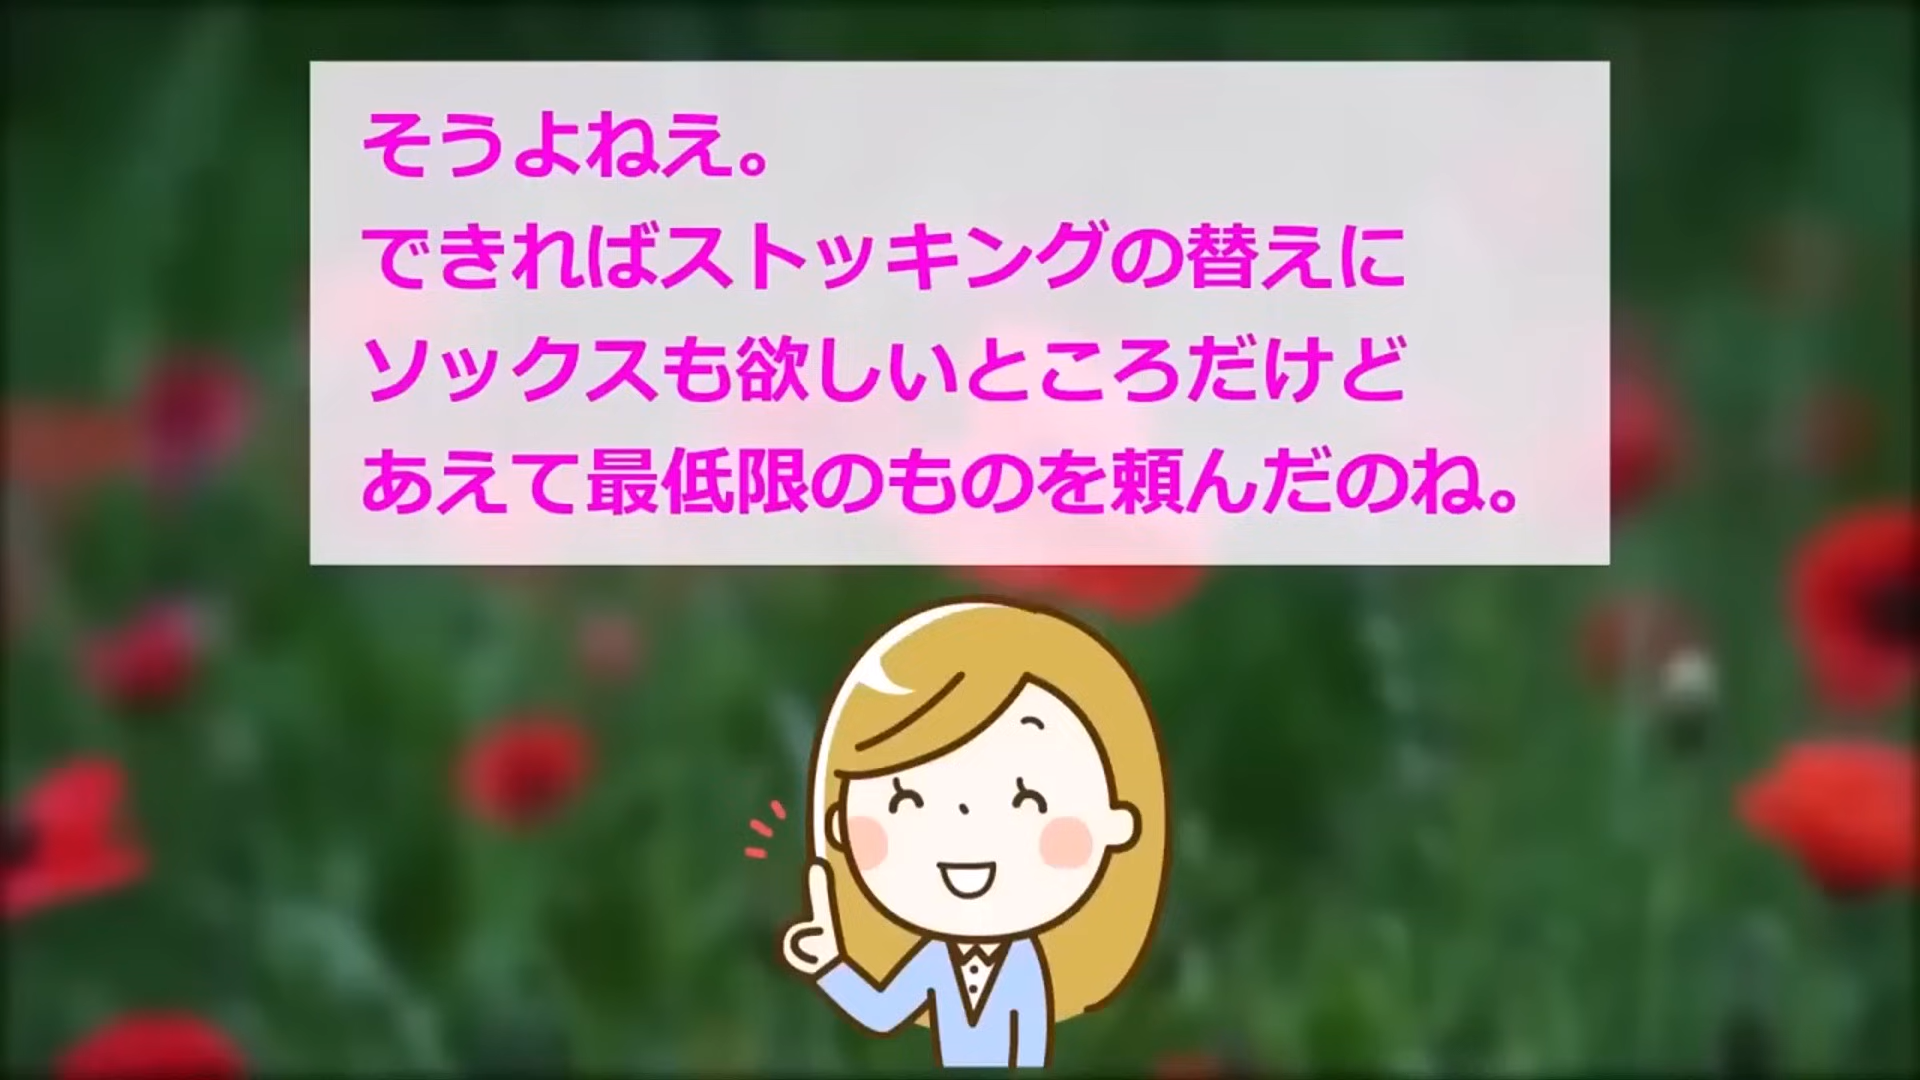 そうよねえ。
できればストッキングの替えに
ソックスも欲しいところだけど
あえて最低限のものを頼んだのね。